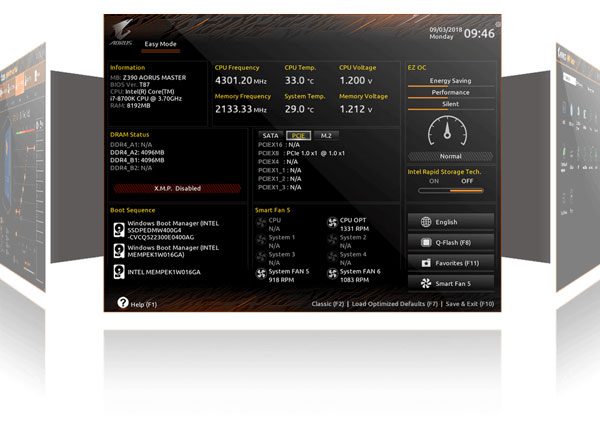 AORUS
Easy Mode
09/03/2018
Monday
09:46
Information
MB: Z390 AORUS MASTER
BIOS Ver: T87
CPU: Intel(R) Core(TM)
i7-8700K CPU @ 3.70GHz
RAM: 8192MB
CPU Frequency
4301.20 MHz
CPU Temp.
33.0 °C
CPU Voltage
1.200 V
Memory Frequency
2133.33 MHz
System Temp.
29.0 °C
Memory Voltage
1.212 V
EZ OC
Energy Saving
Performance
Silent
Normal
DRAM Status
DDR4_A1: N/A
DDR4_A2: 4096MB
DDR4_B1: 4096MB
DDR4_B2: N/A
X.M.P. Disabled
SATA PCIE M.2
PCIEX16 : N/A
PCIEX8 : PCIe 1.0 x1 @ 1.0 x1
PCIEX4 : N/A
PCIEX1_1 : N/A
PCIEX1_2 : N/A
PCIEX1_3 : N/A
Intel Rapid Storage Tech.
ON OFF
Boot Sequence
Windows Boot Manager (INTEL
SSDPEDMW400G4
-CVCQ522300E0400AG)
Windows Boot Manager (INTEL
MEMPEK1W016GA)
INTEL MEMPEK1W016GA
Smart Fan 5
CPU
N/A
CPU OPT
1331 RPM
System 1
N/A
System 2
N/A
System 3
N/A
System 4
N/A
System FAN 5
918 RPM
System FAN 6
1083 RPM
English
Q-Flash (F8)
Favorites (F11)
Smart Fan 5
Help (F1)
Classic (F2) | Load Optimized Defaults (F7) | Save & Exit (F10)